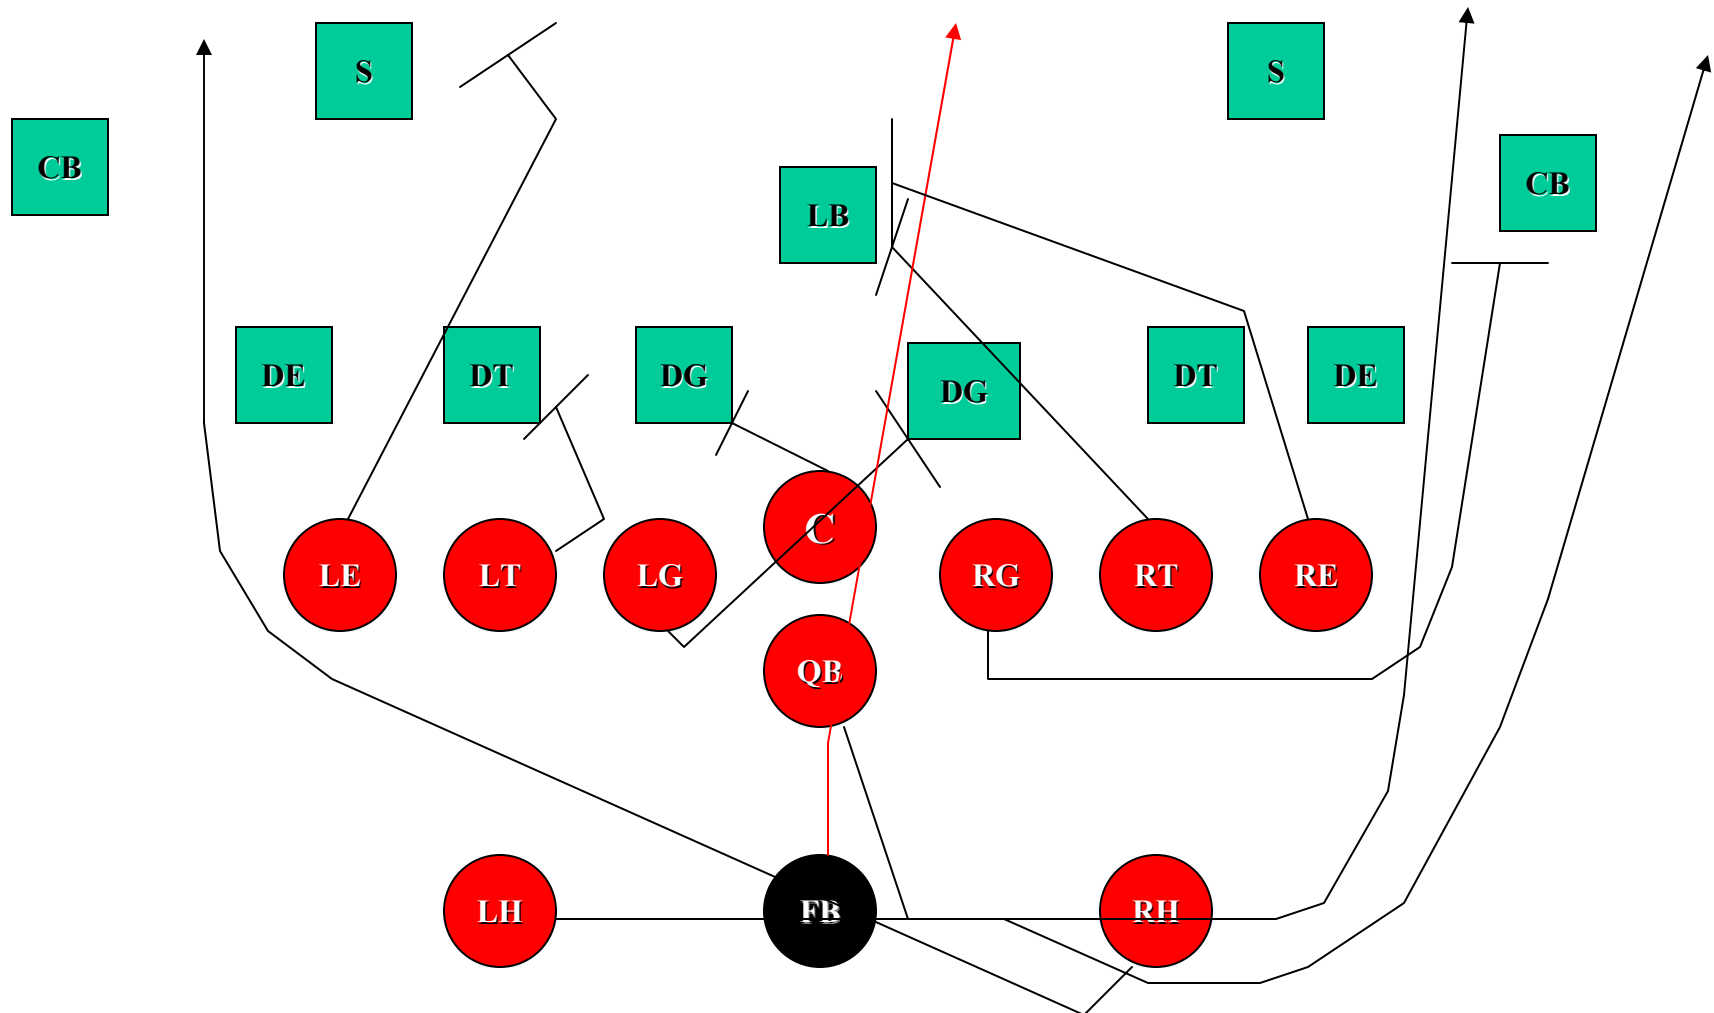 S
S
CB
CB
LB
DE
DT
DG
DG
DT
DE
C
LE
LT
LG
RG
RT
RE
QB
LH
FB
RH